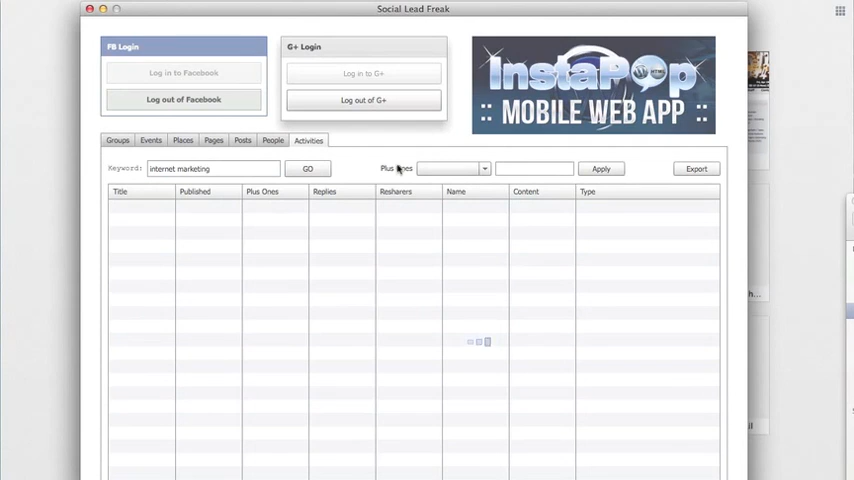 Social Lead Freak
FB Login
Log in to Facebook
Log out of Facebook
G+ Login
Log in to G+
Log out of G+
InstaPop
:: MOBILE WEB APP ::
Groups Events Places Pages Posts People Activities
Keyword: internet marketing GO Plus Apply Export
Title Published Plus Ones Replies Resharers Name Content Type